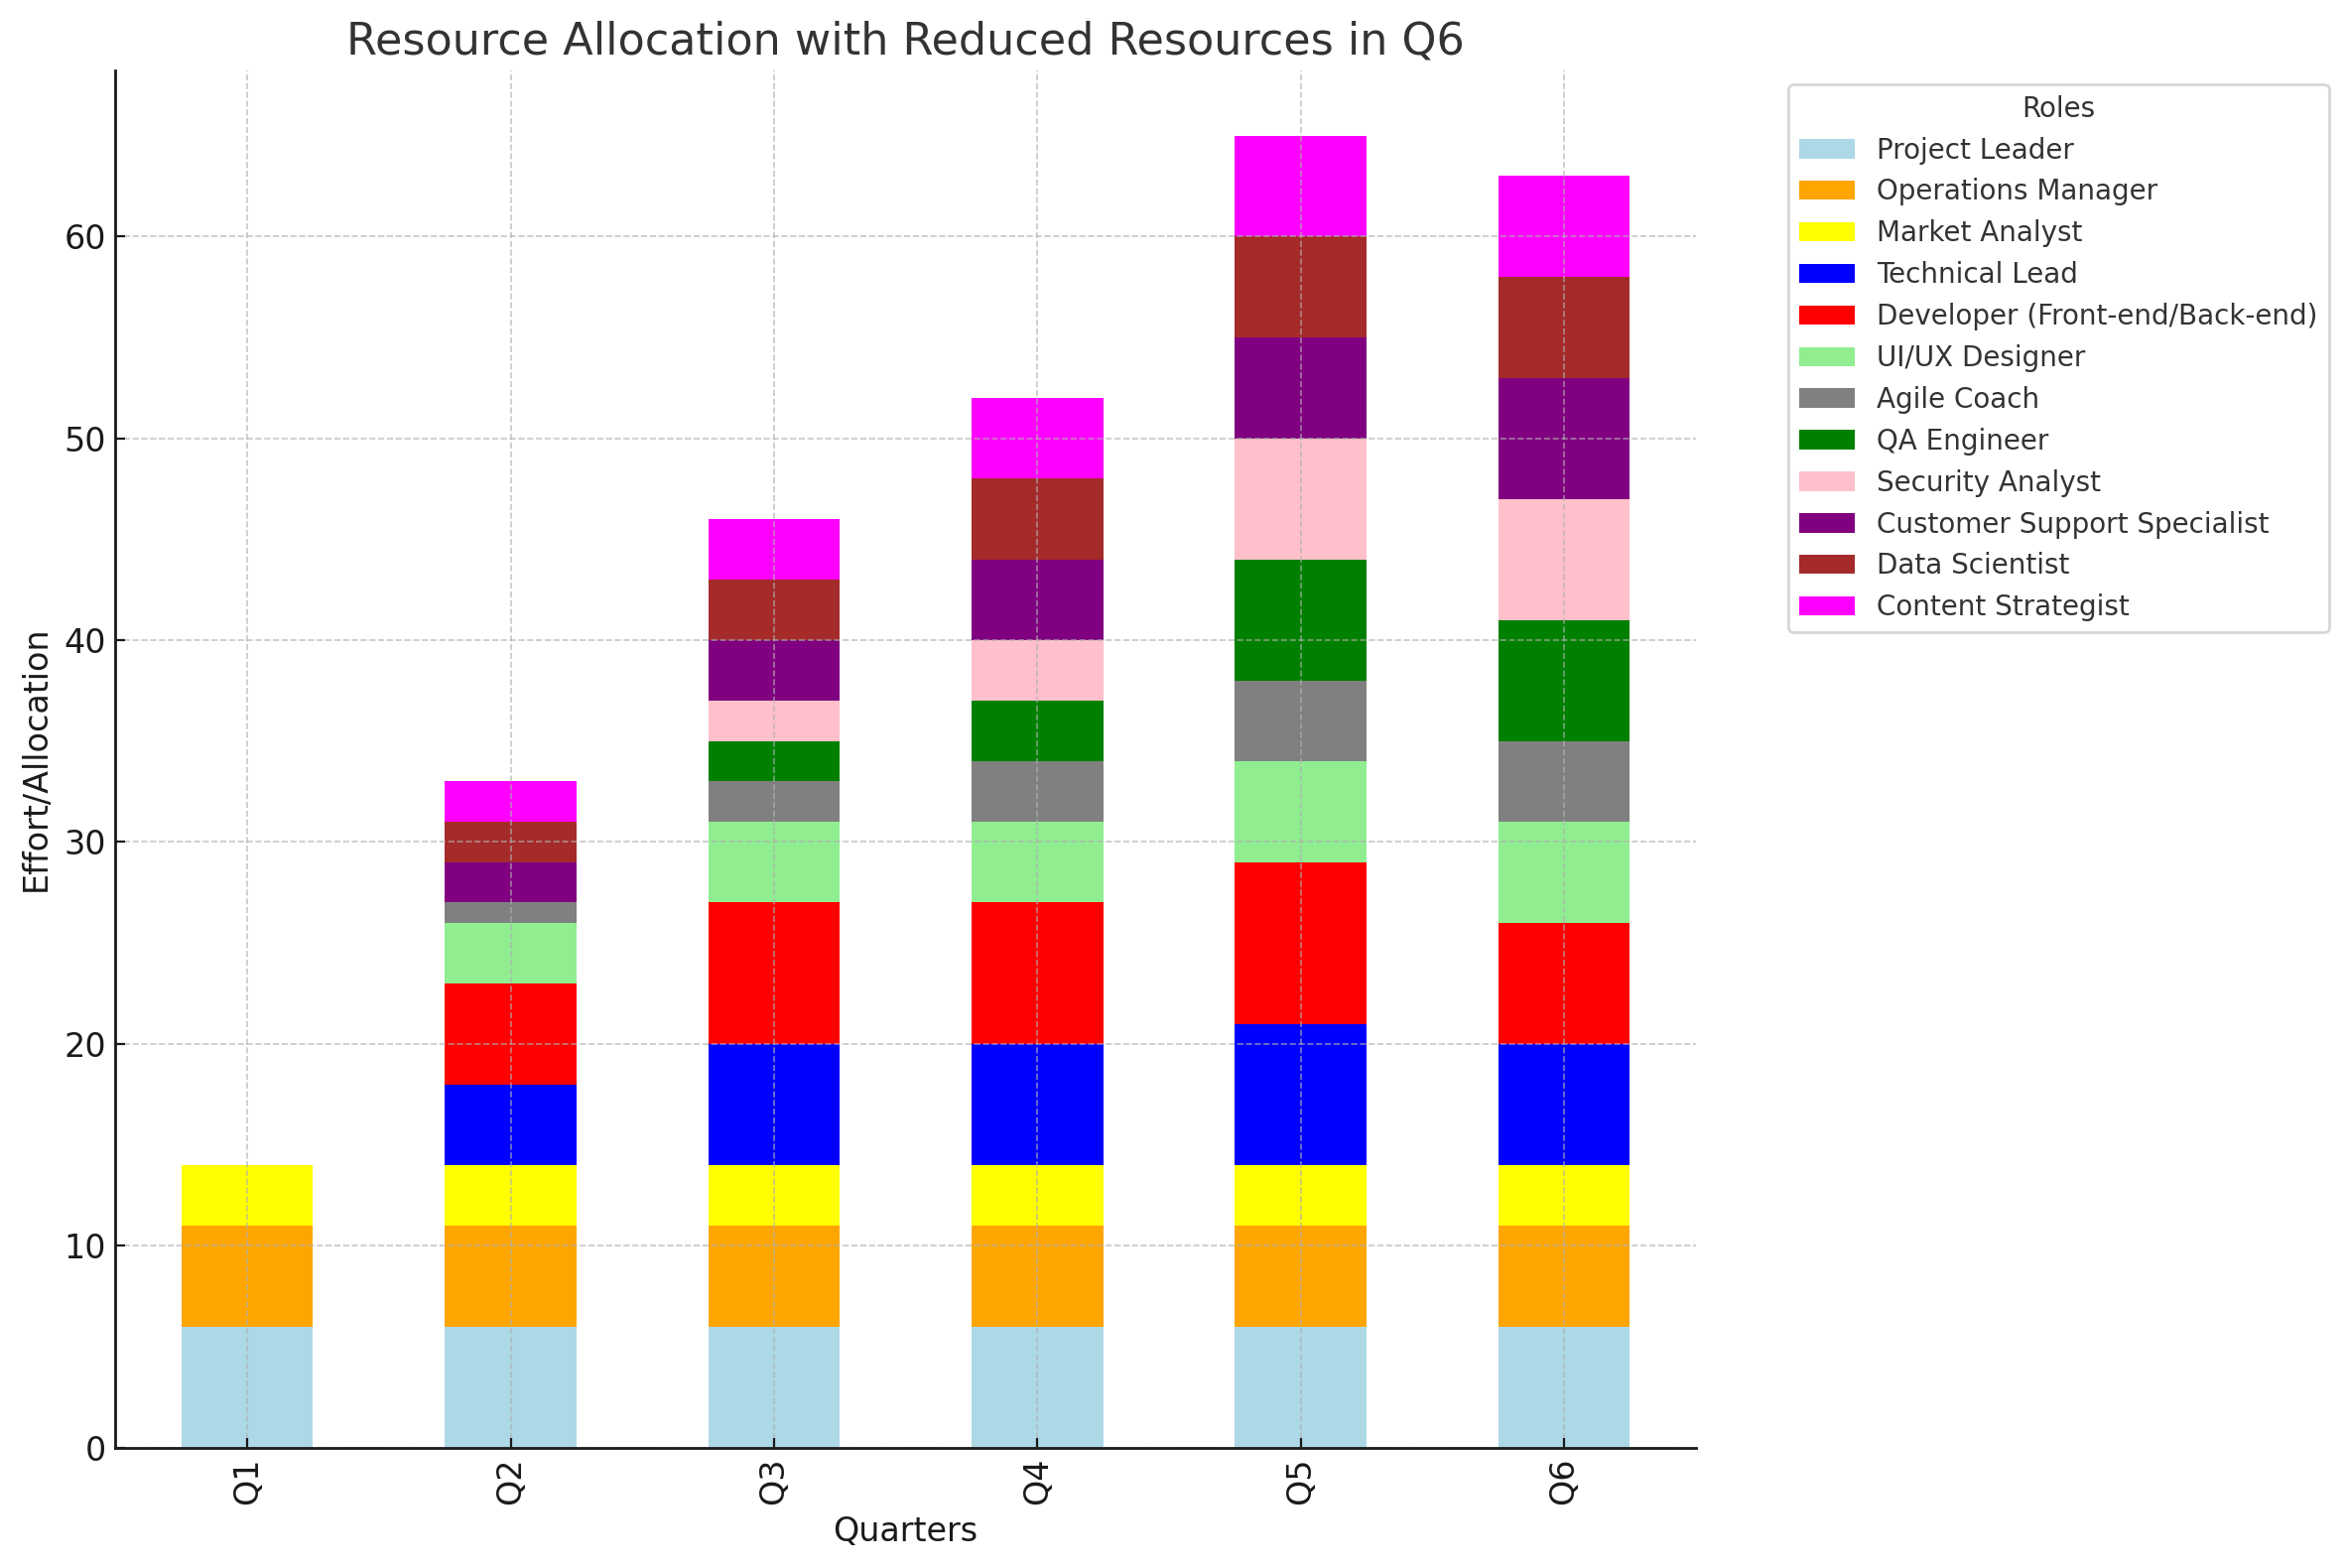 Resource Allocation with Reduced Resources in Q6
Effort/Allocation
60
50
40
30
20
10
0
Q1
Q2
Q3
Q4
Q5
Q6
Quarters
Roles
Project Leader
Operations Manager
Market Analyst
Technical Lead
Developer (Front-end/Back-end)
UI/UX Designer
Agile Coach
QA Engineer
Security Analyst
Customer Support Specialist
Data Scientist
Content Strategist